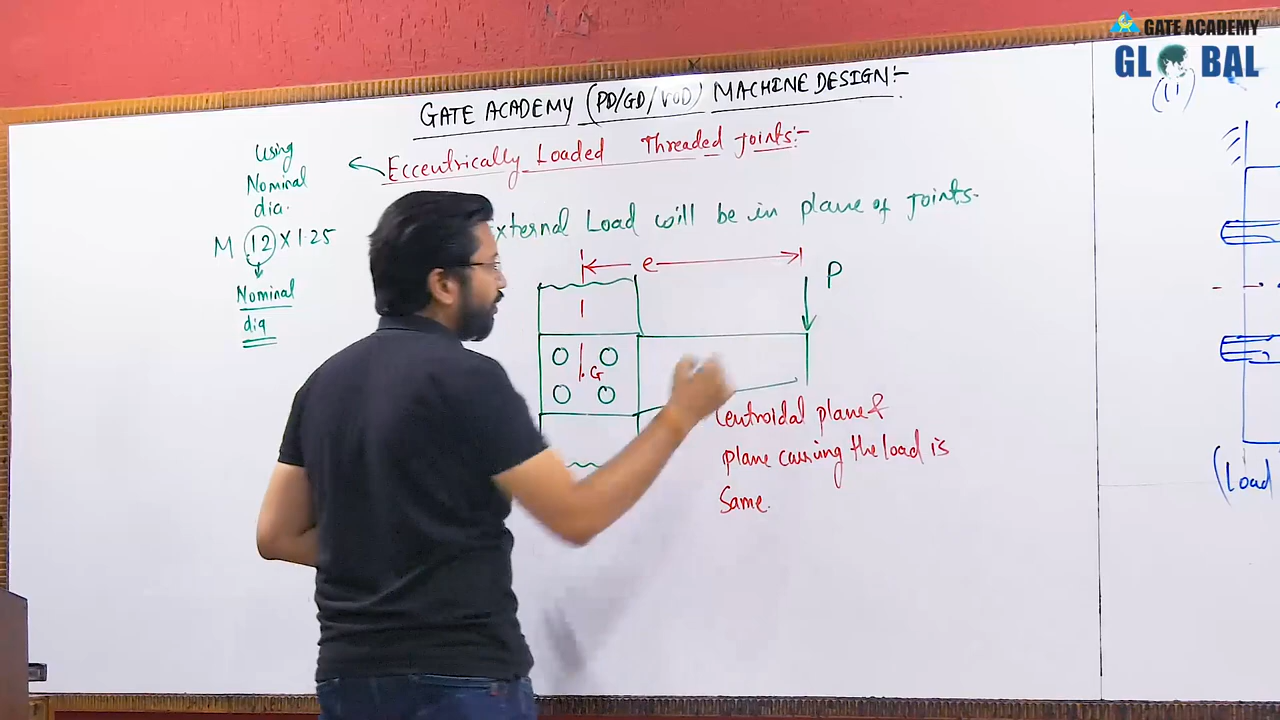 GATE ACADEMY
GLOBAL
GATE ACADEMY (PD/GD/VOD) MACHINE DESIGN:-
Eccentrically Loaded Threaded Joints:-
Using
Nominal
dia.
M 12 X 1.25
Nominal
dia
External Load will be in plane of Joints.
e
P
G
Centroidal plane &
plane carrying the load is
Same.
(1)
(Load